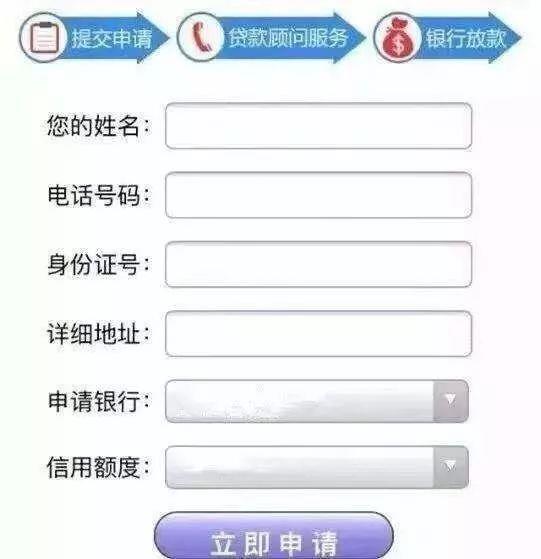 提交申请 贷款顾问服务 银行放款
您的姓名：
电话号码：
身份证号：
详细地址：
申请银行：
信用额度：
立即申请